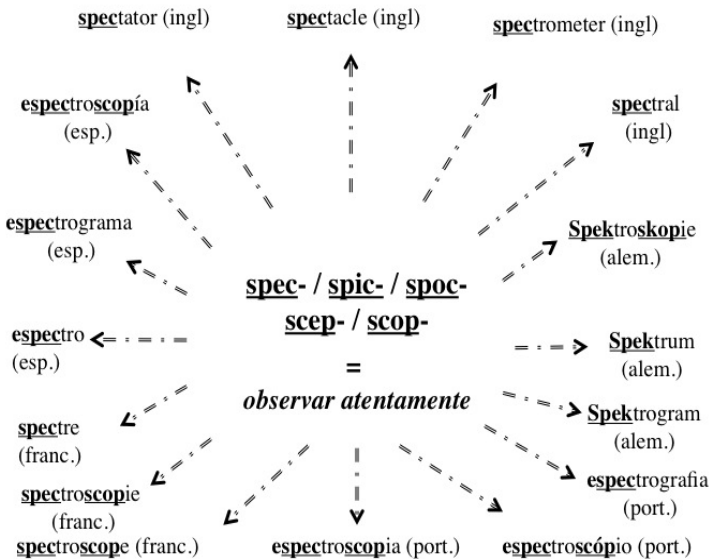 spectator (ingl)
spectacle (ingl)
spectrometer (ingl)
espectroscopía
(esp.)
spectral
(ingl)
espectrograma
(esp.)
Spektroskopie
(alem.)
spec- / spic- / spoc-
scep- / scop-
=
observar atentamente
espectro
(esp.)
Spektrum
(alem.)
spectre
(franc.)
Spektrogram
(alem.)
spectroscopie
(franc.)
espectrografia
(port.)
spectroscope (franc.)
espectroscopia (port.)
espectroscópio (port.)